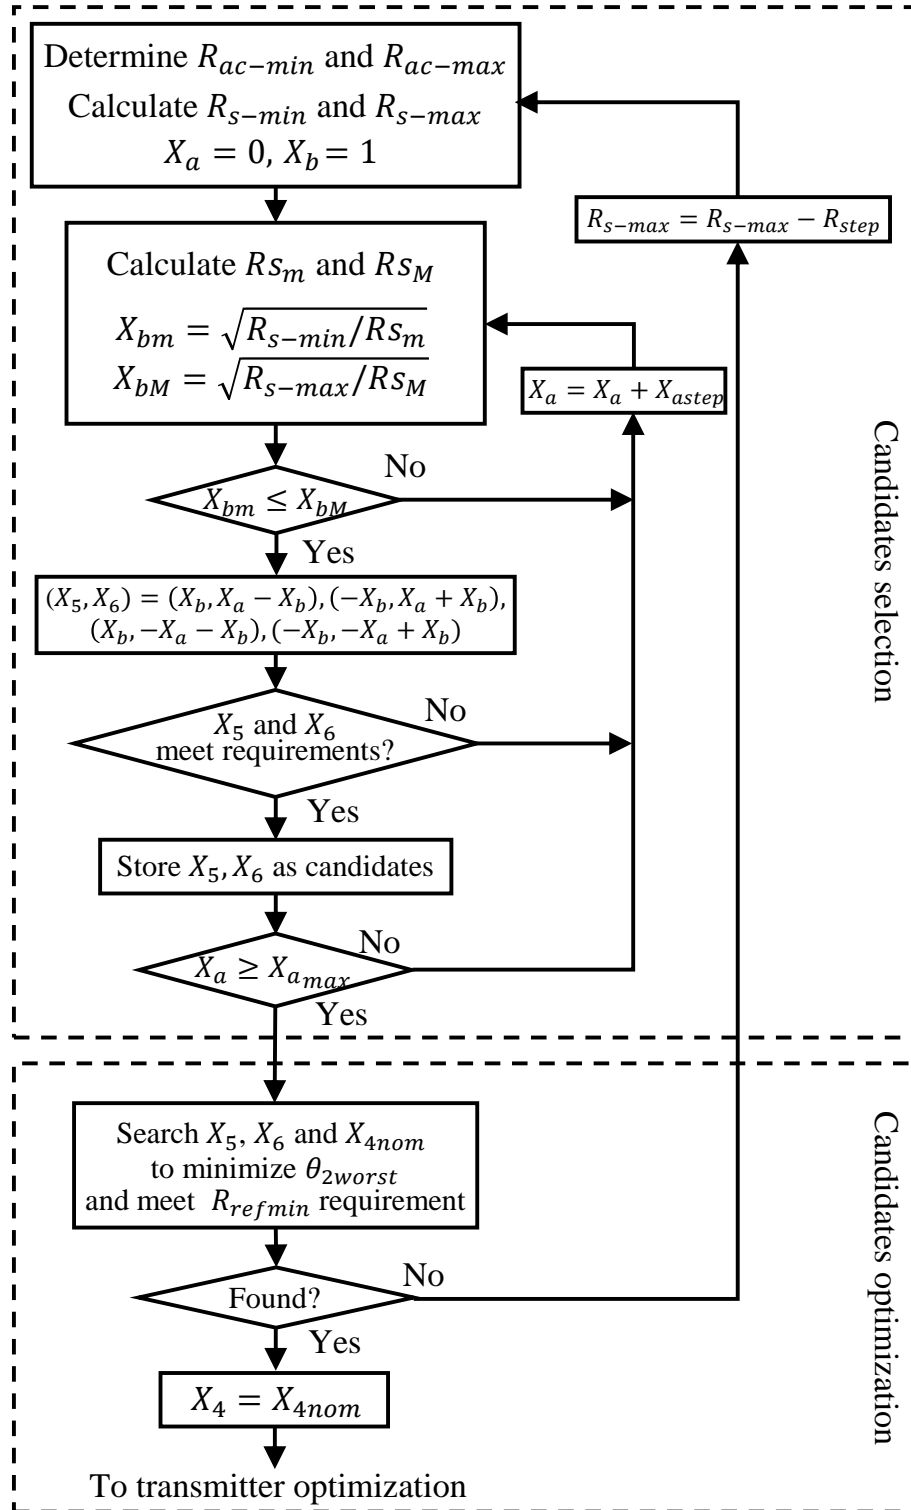 Determine R_{ac-min} and R_{ac-max}
Calculate R_{s-min} and R_{s-max}
X_a = 0, X_b = 1
R_{s-max} = R_{s-max} − R_{step}
Calculate Rs_m and Rs_M
X_{bm} = √(R_{s-min}/Rs_m)
X_{bM} = √(R_{s-max}/Rs_M)
X_a = X_a + X_{astep}
No
X_{bm} ≤ X_{bM}
Yes
(X_5, X_6) = (X_b, X_a − X_b), (−X_b, X_a + X_b),
(X_b, −X_a − X_b), (−X_b, −X_a + X_b)
No
X_5 and X_6
meet requirements?
Yes
Store X_5, X_6 as candidates
No
X_a ≥ X_{a_{max}}
Yes
Candidates selection
Search X_5, X_6 and X_{4nom}
to minimize θ_{2worst}
and meet R_{refmin} requirement
No
Found?
Yes
X_4 = X_{4nom}
To transmitter optimization
Candidates optimization